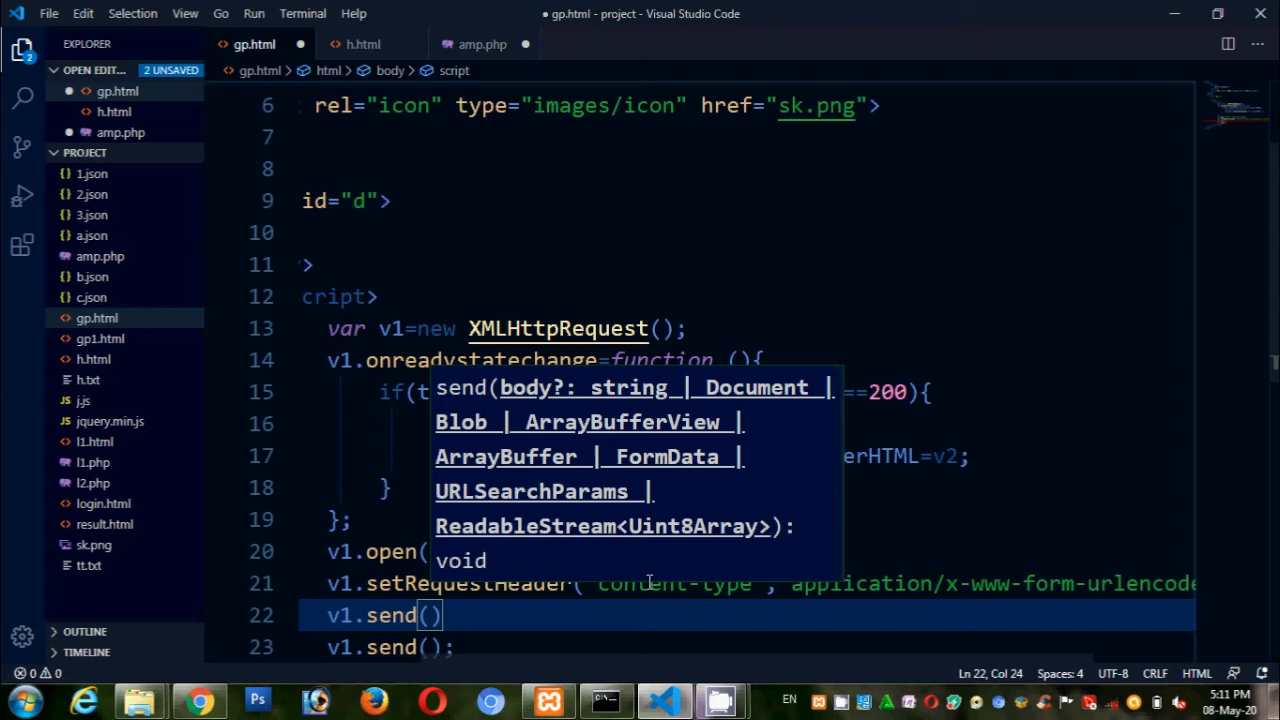 File Edit Selection View Go Run Terminal Help
● gp.html - project - Visual Studio Code
EXPLORER
gp.html
h.html
amp.php
OPEN EDIT... 2 UNSAVED
gp.html > html > body > script
2
gp.html
h.html
amp.php
PROJECT
1.json
2.json
3.json
a.json
amp.php
b.json
c.json
gp.html
gp1.html
h.html
h.txt
j.js
jquery.min.js
l1.html
l1.php
l2.php
login.html
result.html
sk.png
tt.txt
OUTLINE
TIMELINE
6 rel="icon" type="images/icon" href="sk.png">
7
8
9 id="d">
10
11 >
12 cript>
13 var v1=new XMLHttpRequest();
14 v1.onreadystatechange=function (){
15 if(t ==200){
16
17 erHTML=v2;
18 }
19 };
20 v1.open(
21 v1.setRequestHeader( content-type , application/x-www-form-urlencode
22 v1.send()
23 v1.send();
send(body?: string | Document |
Blob | ArrayBufferView |
ArrayBuffer | FormData |
URLSearchParams |
ReadableStream<Uint8Array>):
void
0 0 Ln 22, Col 24 Spaces: 4 UTF-8 CRLF HTML
Ps
EN
5:11 PM
08-May-20